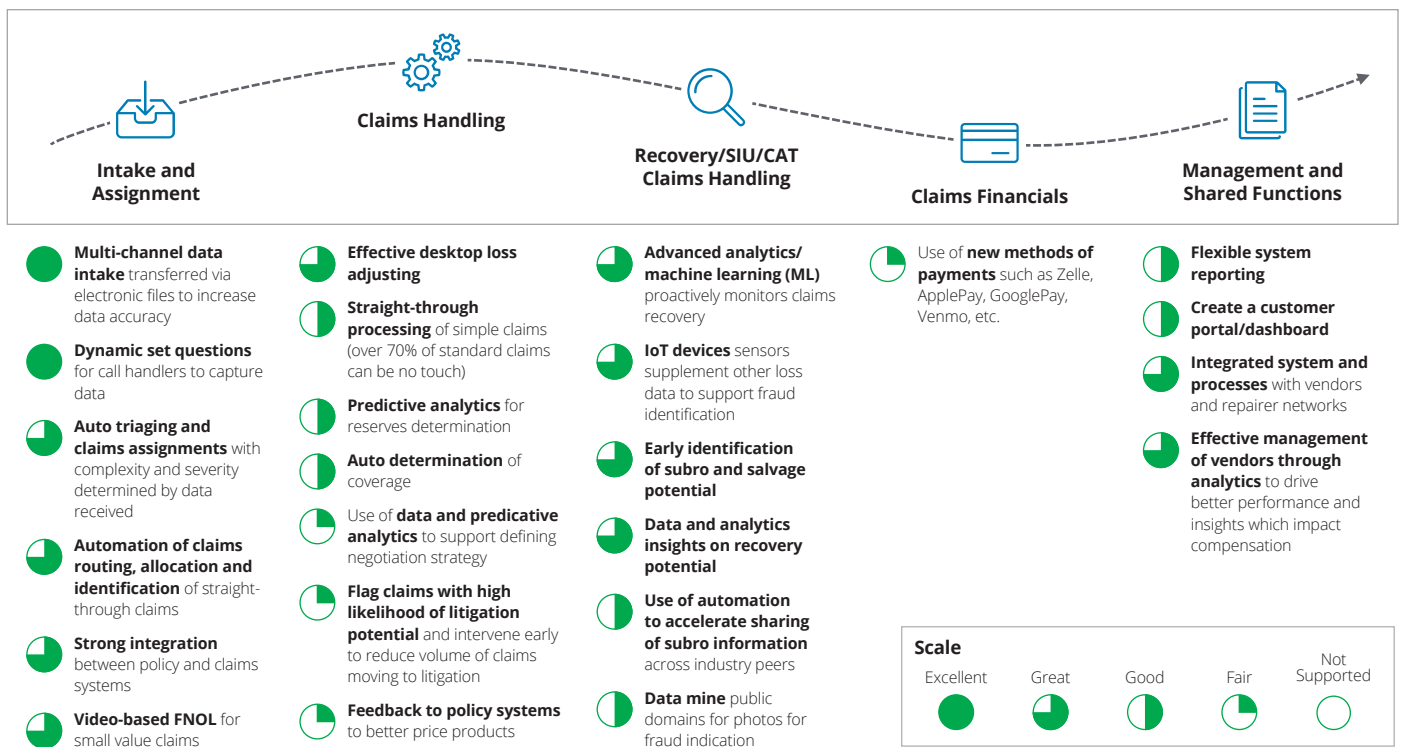 Intake and
Assignment
Claims Handling
Recovery/SIU/CAT
Claims Handling
Claims Financials
Management and
Shared Functions
Multi-channel data
intake transferred via
electronic files to increase
data accuracy
Dynamic set questions
for call handlers to capture
data
Auto triaging and
claims assignments with
complexity and severity
determined by data
received
Automation of claims
routing, allocation and
identification of straight-
through claims
Strong integration
between policy and claims
systems
Video-based FNOL for
small value claims
Effective desktop loss
adjusting
Straight-through
processing of simple claims
(over 70% of standard claims
can be no touch)
Predictive analytics for
reserves determination
Auto determination of
coverage
Use of data and predicative
analytics to support defining
negotiation strategy
Flag claims with high
likelihood of litigation
potential and intervene early
to reduce volume of claims
moving to litigation
Feedback to policy systems
to better price products
Advanced analytics/
machine learning (ML)
proactively monitors claims
recovery
IoT devices sensors
supplement other loss
data to support fraud
identification
Early identification
of subro and salvage
potential
Data and analytics
insights on recovery
potential
Use of automation
to accelerate sharing
of subro information
across industry peers
Data mine public
domains for photos for
fraud indication
Use of new methods of
payments such as Zelle,
ApplePay, GooglePay,
Venmo, etc.
Flexible system
reporting
Create a customer
portal/dashboard
Integrated system and
processes with vendors
and repairer networks
Effective management
of vendors through
analytics to drive
better performance and
insights which impact
compensation
Scale
Excellent
Great
Good
Fair
Not
Supported